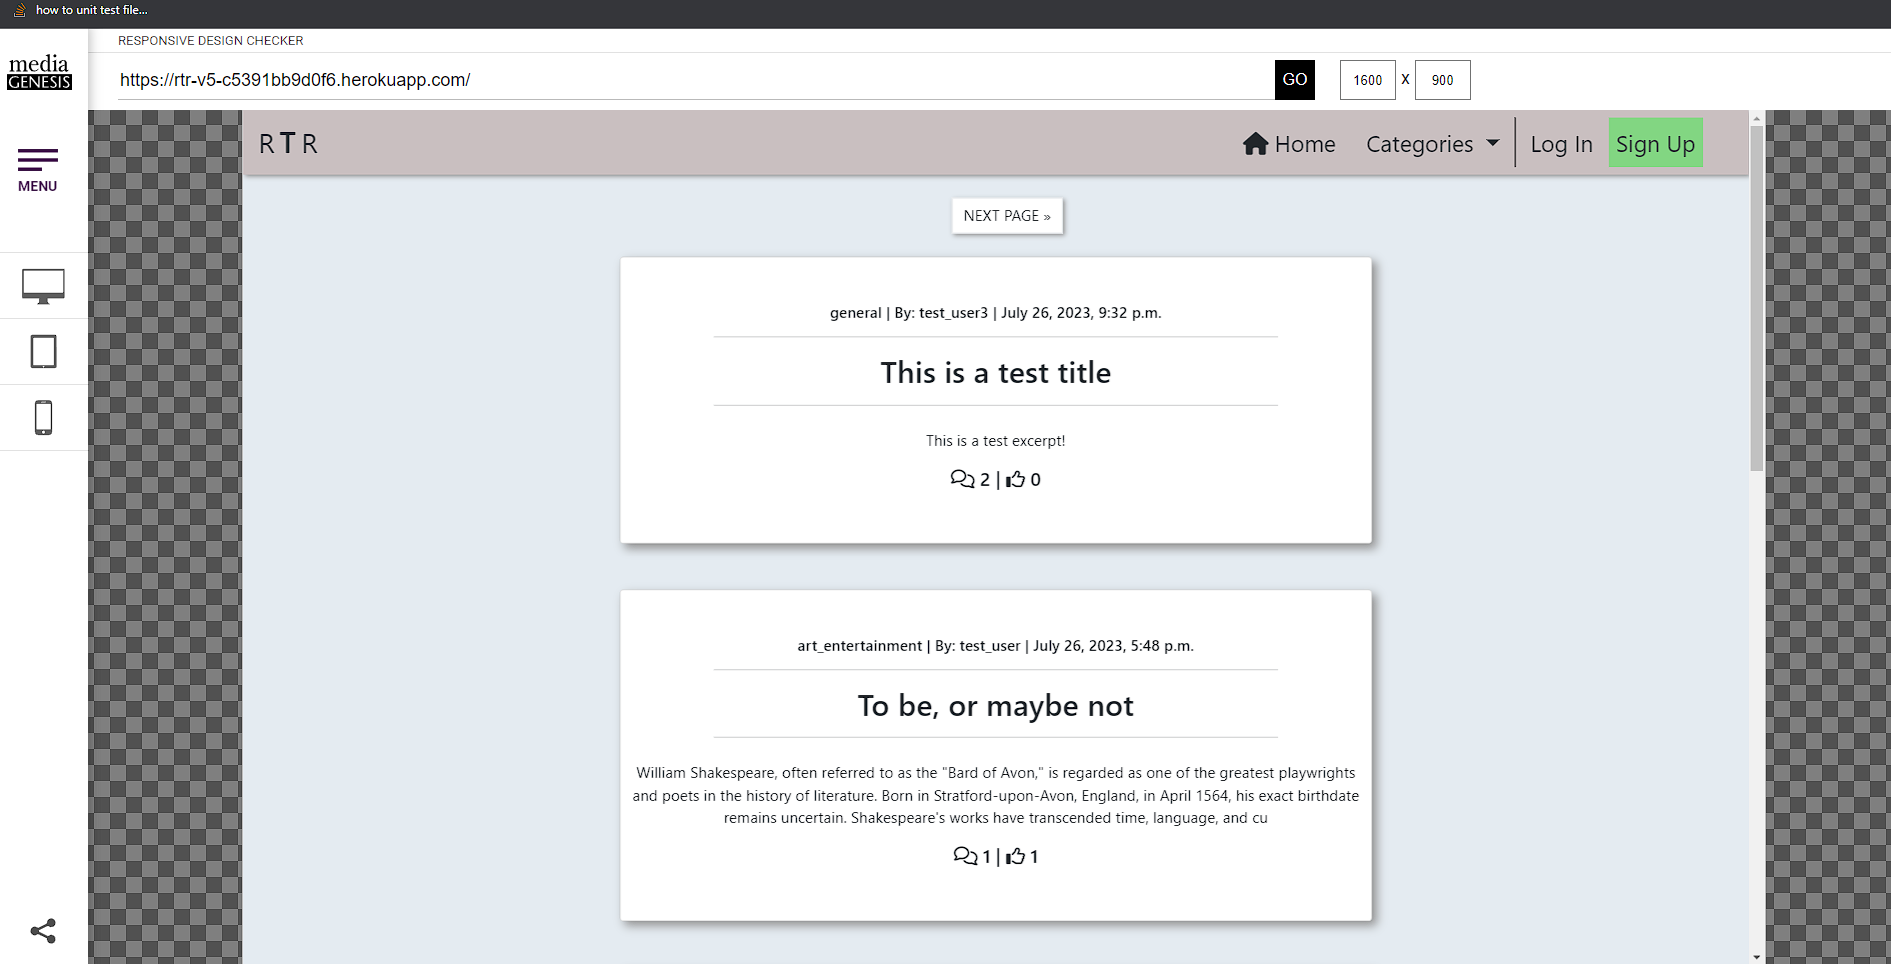 how to unit test file...
RESPONSIVE DESIGN CHECKER
media
GENESIS
https://rtr-v5-c5391bb9d0f6.herokuapp.com/
GO
1600 X 900
MENU
R T R
Home
Categories
Log In
Sign Up
NEXT PAGE »
general | By: test_user3 | July 26, 2023, 9:32 p.m.
This is a test title
This is a test excerpt!
2 | 0
art_entertainment | By: test_user | July 26, 2023, 5:48 p.m.
To be, or maybe not
William Shakespeare, often referred to as the "Bard of Avon," is regarded as one of the greatest playwrights
and poets in the history of literature. Born in Stratford-upon-Avon, England, in April 1564, his exact birthdate
remains uncertain. Shakespeare's works have transcended time, language, and cu
1 | 1